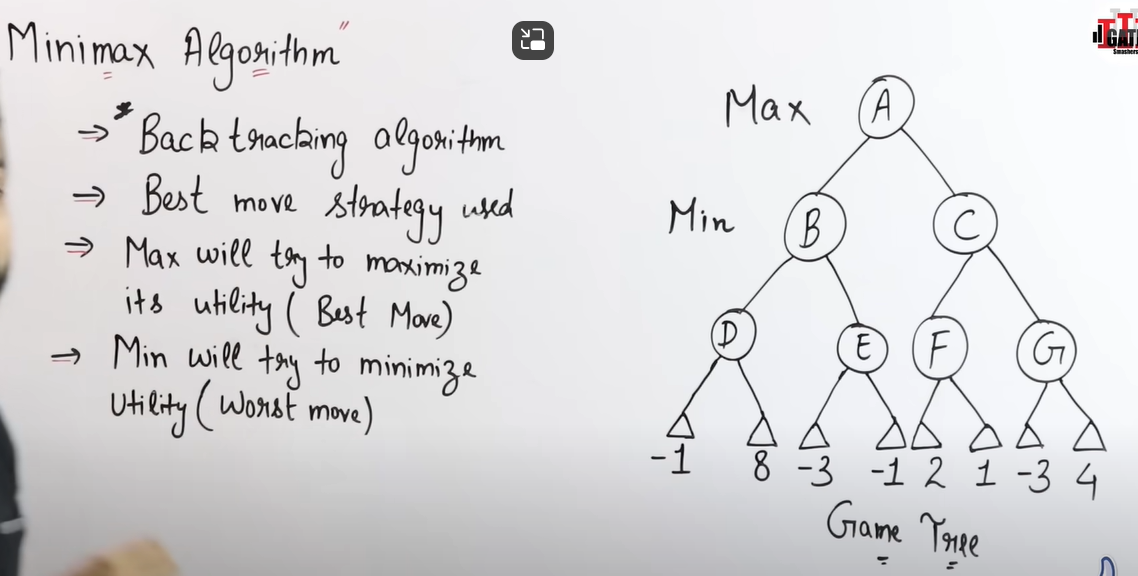 Minimax Algorithm"
⇒ * Backtracking algorithm
⇒ Best move strategy used
⇒ Max will try to maximize
its utility ( Best Move)
⇒ Min will try to minimize
Utility ( Worst move)
Max A
Min B C
D E F G
-1 8 -3 -1 2 1 -3 4
Game Tree
GATE
Smashers